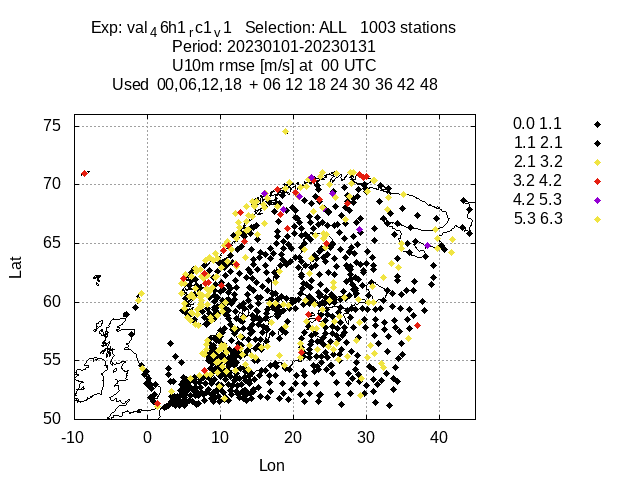 Exp: val46h1rc1v1 Selection: ALL 1003 stations
Period: 20230101-20230131
U10m rmse [m/s] at 00 UTC
Used 00,06,12,18 + 06 12 18 24 30 36 42 48
75
70
65
60
55
50
-10 0 10 20 30 40
Lat
Lon
0.0 1.1
1.1 2.1
2.1 3.2
3.2 4.2
4.2 5.3
5.3 6.3